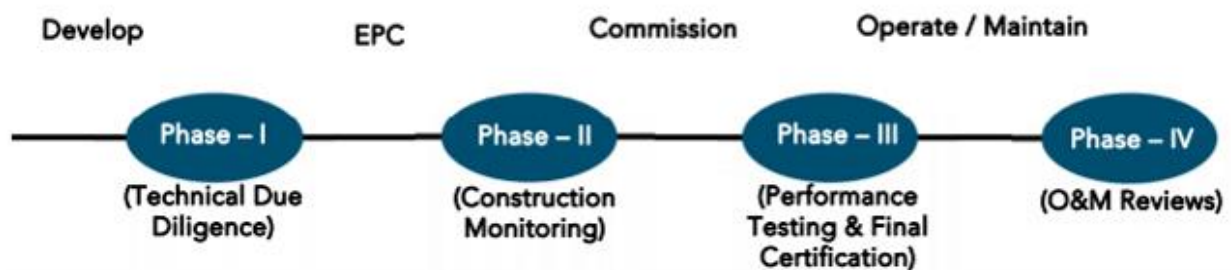 Develop
EPC
Commission
Operate / Maintain
Phase – I
Phase – II
Phase – III
Phase – IV
(Technical Due
Diligence)
(Construction
Monitoring)
(Performance
Testing & Final
Certification)
(O&M Reviews)